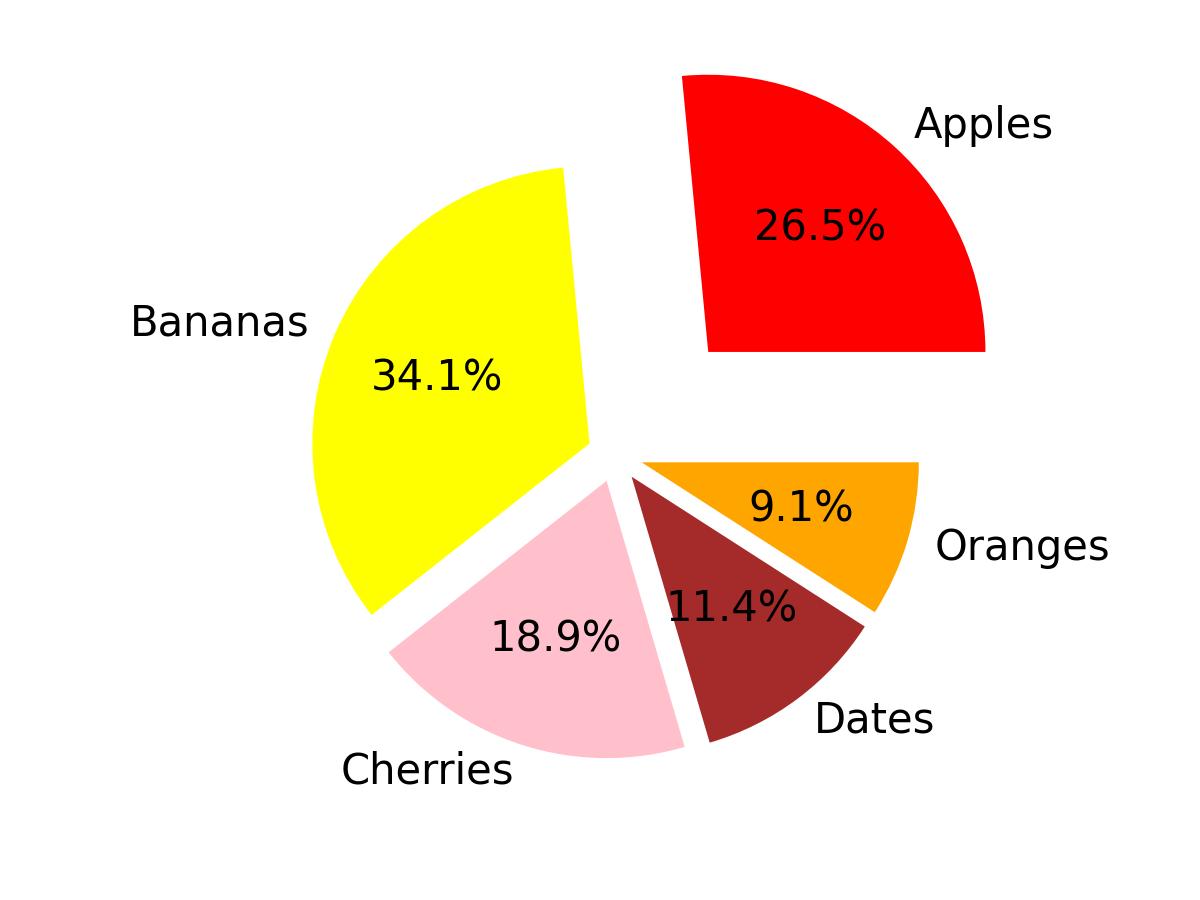 Apples
26.5%
Bananas
34.1%
9.1%
Oranges
11.4%
18.9%
Dates
Cherries